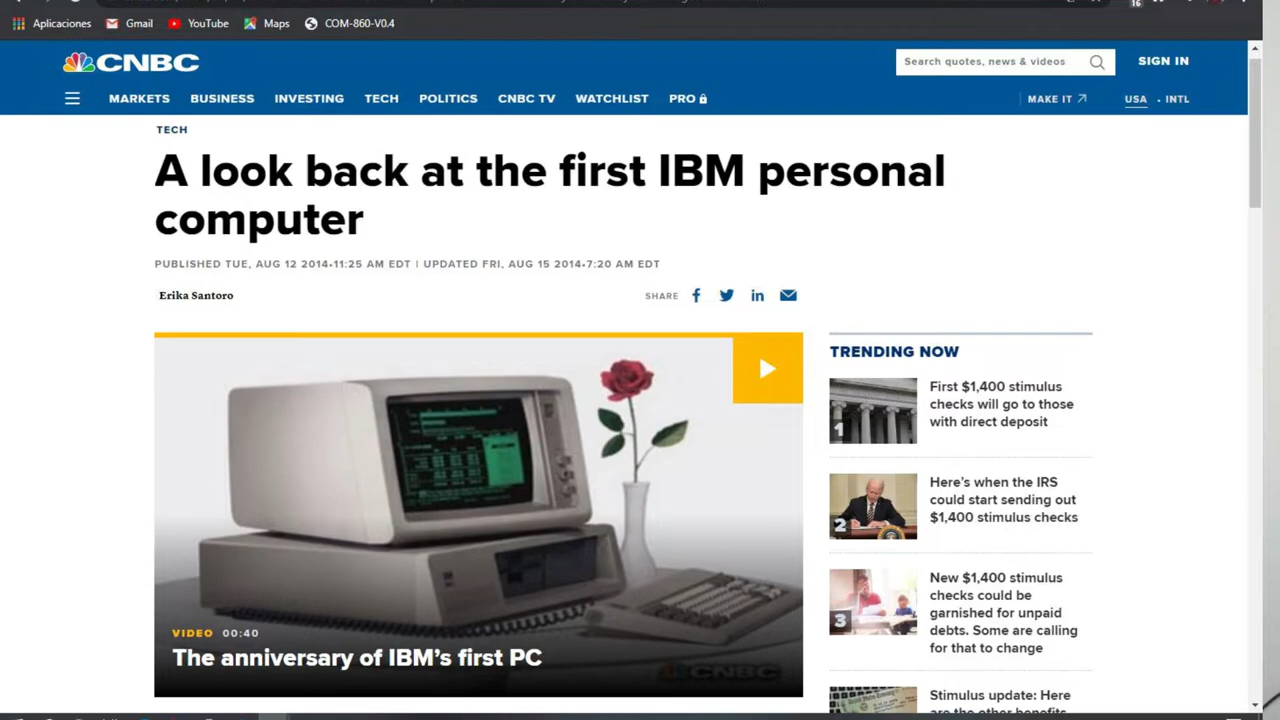 16
Aplicaciones
Gmail
YouTube
Maps
COM-860-V0.4
CNBC
Search quotes, news & videos
SIGN IN
MARKETS
BUSINESS
INVESTING
TECH
POLITICS
CNBC TV
WATCHLIST
PRO
MAKE IT
USA
• INTL
TECH
A look back at the first IBM personal
computer
PUBLISHED TUE, AUG 12 2014•11:25 AM EDT | UPDATED FRI, AUG 15 2014•7:20 AM EDT
Erika Santoro
SHARE
VIDEO 00:40
The anniversary of IBM’s first PC
CNBC
TRENDING NOW
1
First $1,400 stimulus
checks will go to those
with direct deposit
2
Here’s when the IRS
could start sending out
$1,400 stimulus checks
3
New $1,400 stimulus
checks could be
garnished for unpaid
debts. Some are calling
for that to change
Stimulus update: Here
are the other benefits